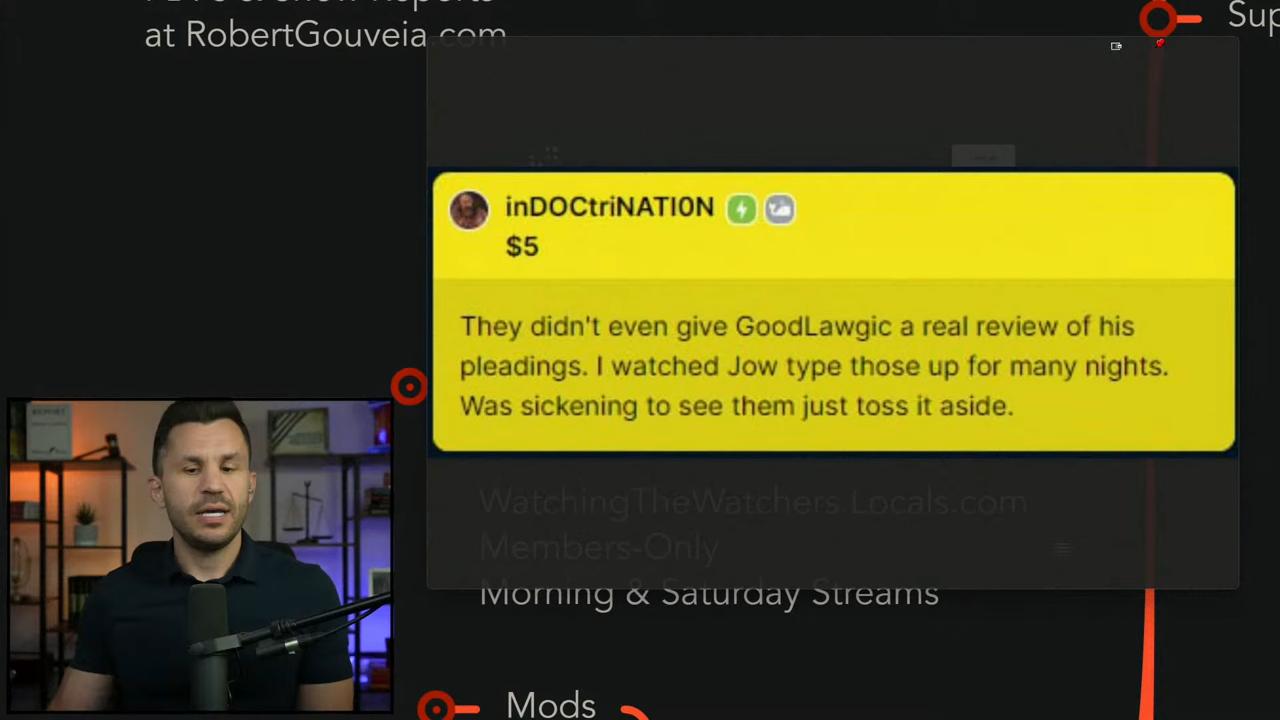 at RobertGouveia.com
Sup
inDOCtriNATI0N
$5
They didn't even give GoodLawgic a real review of his
pleadings. I watched Jow type those up for many nights.
Was sickening to see them just toss it aside.
WatchingTheWatchers.Locals.com
Members-Only
Morning & Saturday Streams
Mods